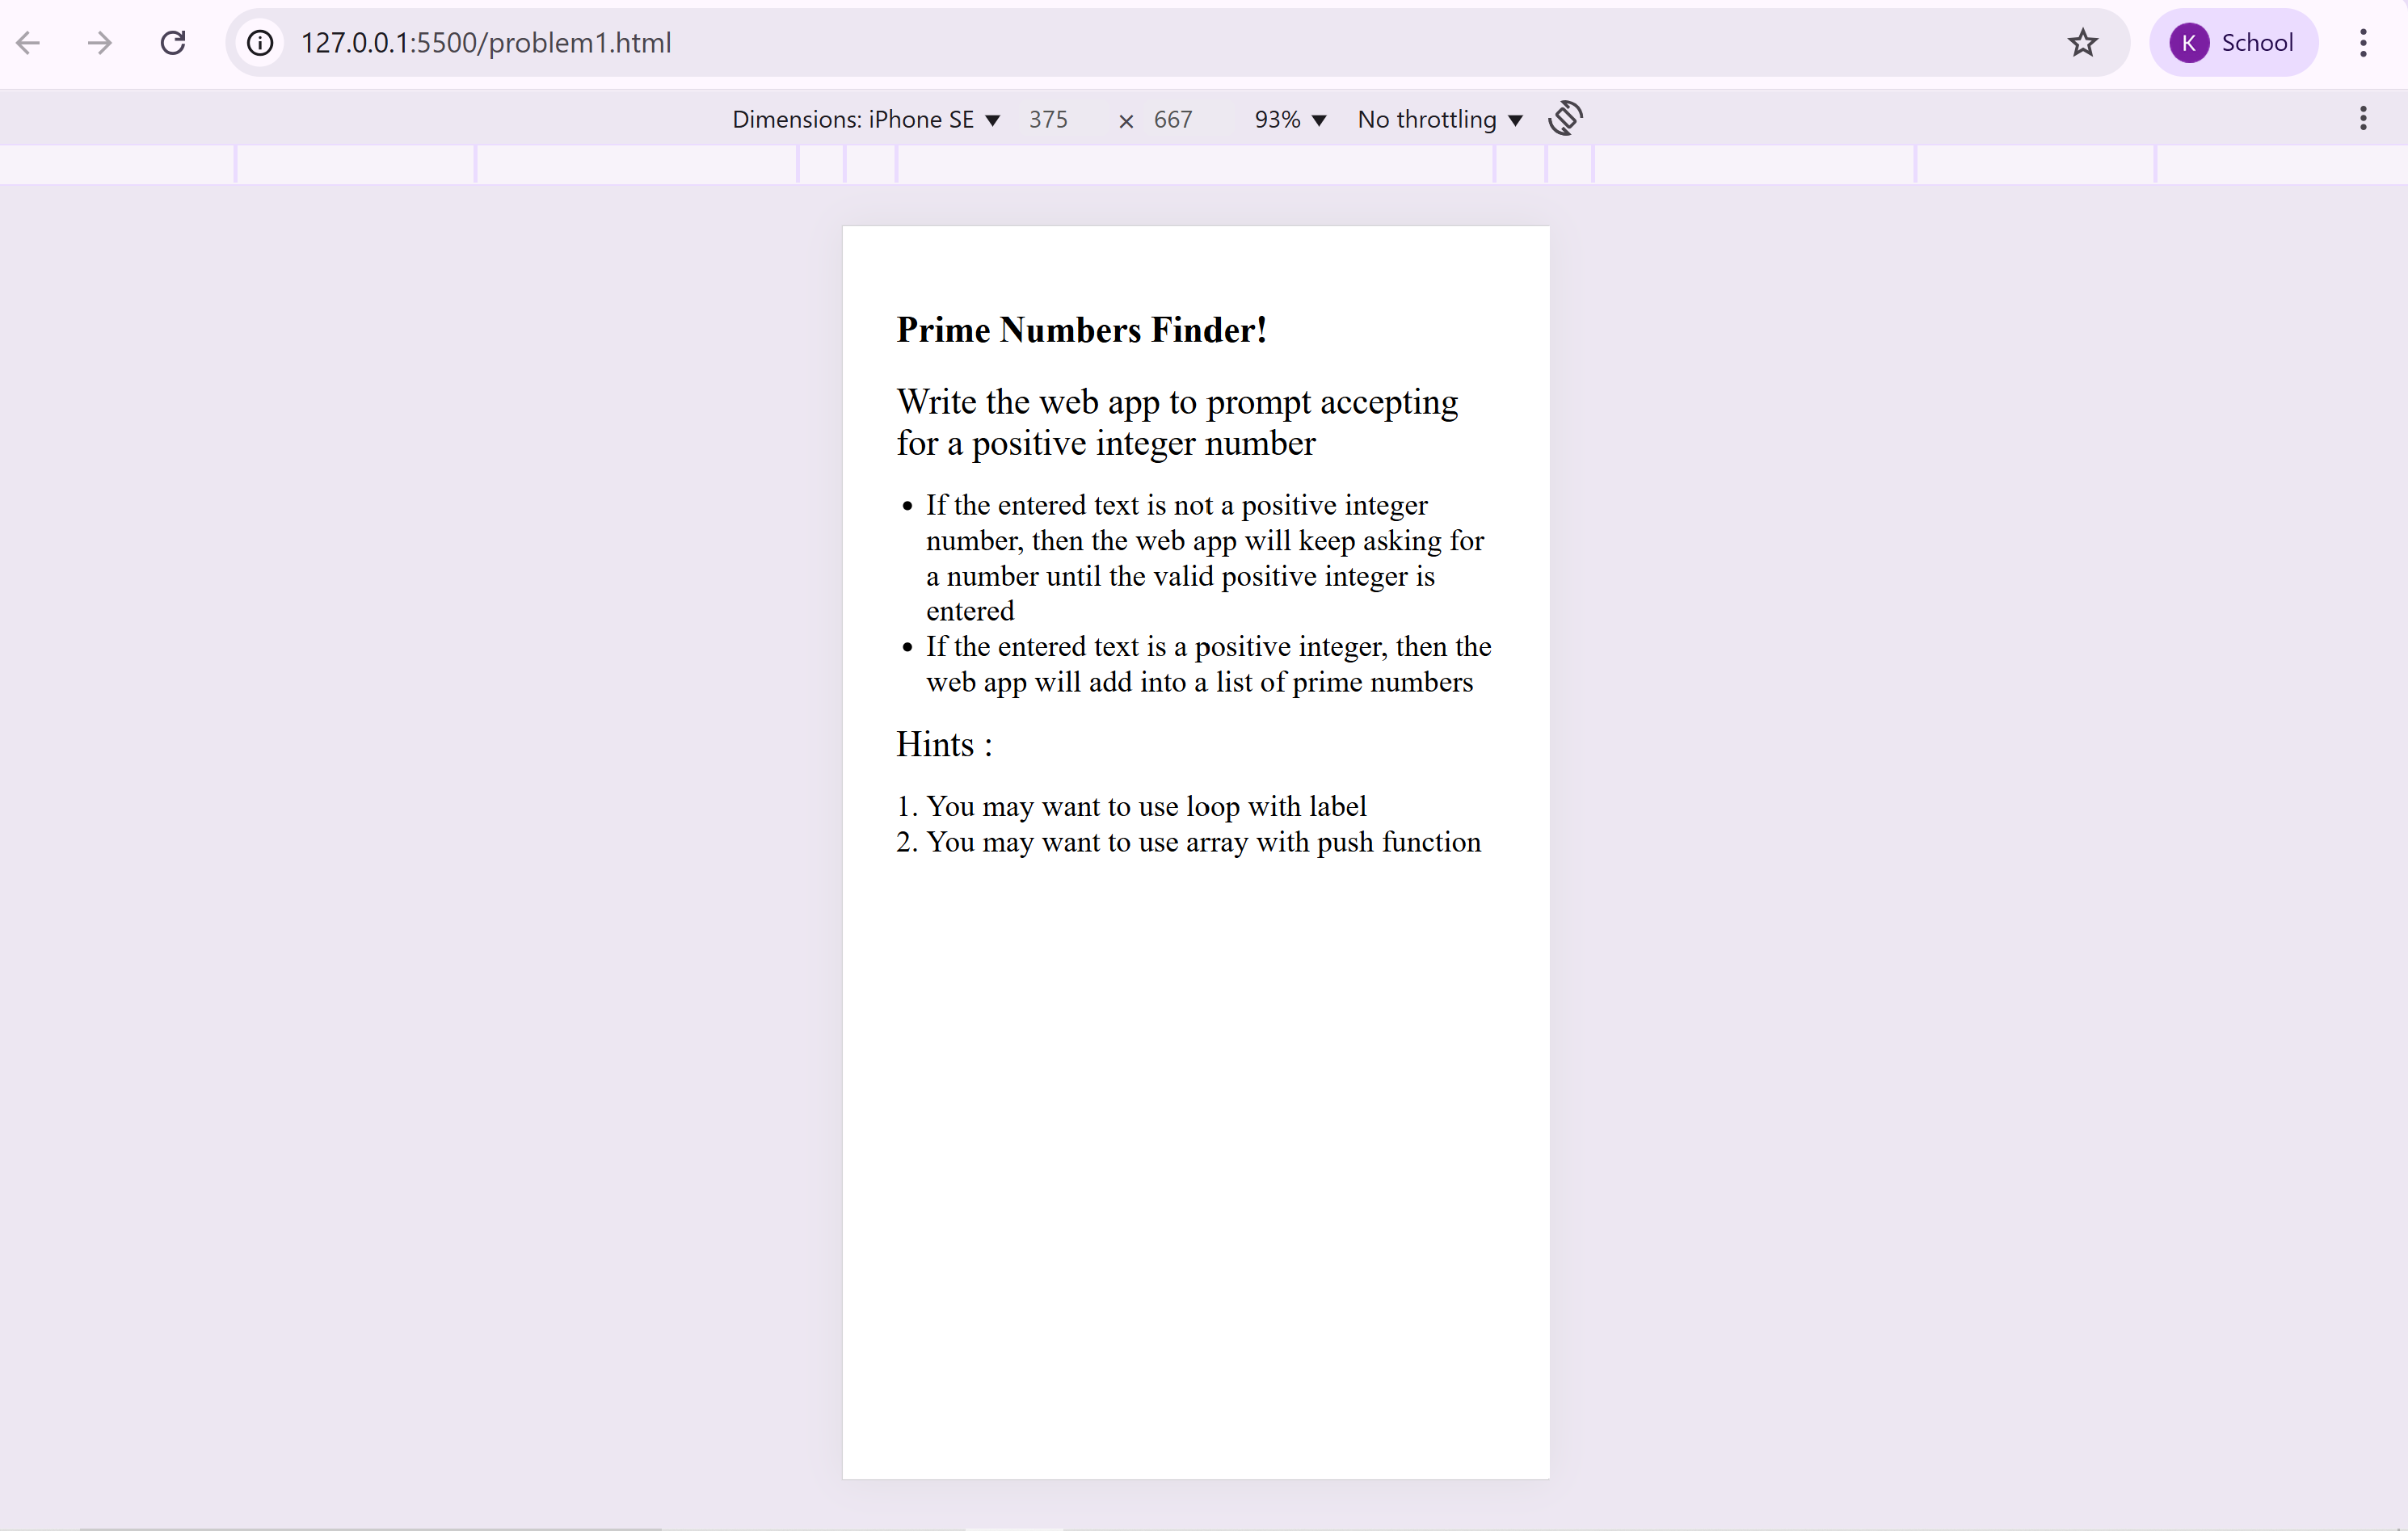 127.0.0.1:5500/problem1.html
K School
Dimensions: iPhone SE ▼ 375 × 667 93% ▼ No throttling ▼
Prime Numbers Finder!
Write the web app to prompt accepting
for a positive integer number
• If the entered text is not a positive integer
number, then the web app will keep asking for
a number until the valid positive integer is
entered
• If the entered text is a positive integer, then the
web app will add into a list of prime numbers
Hints :
1. You may want to use loop with label
2. You may want to use array with push function